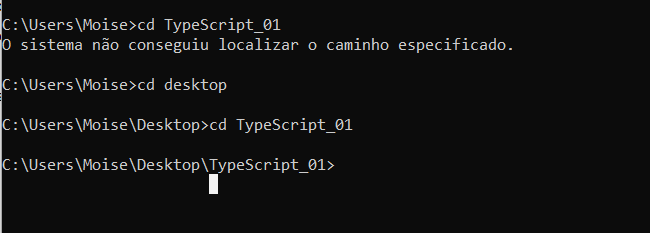 C:\Users\Moise>cd TypeScript_01
O sistema não conseguiu localizar o caminho especificado.
C:\Users\Moise>cd desktop
C:\Users\Moise\Desktop>cd TypeScript_01
C:\Users\Moise\Desktop\TypeScript_01>